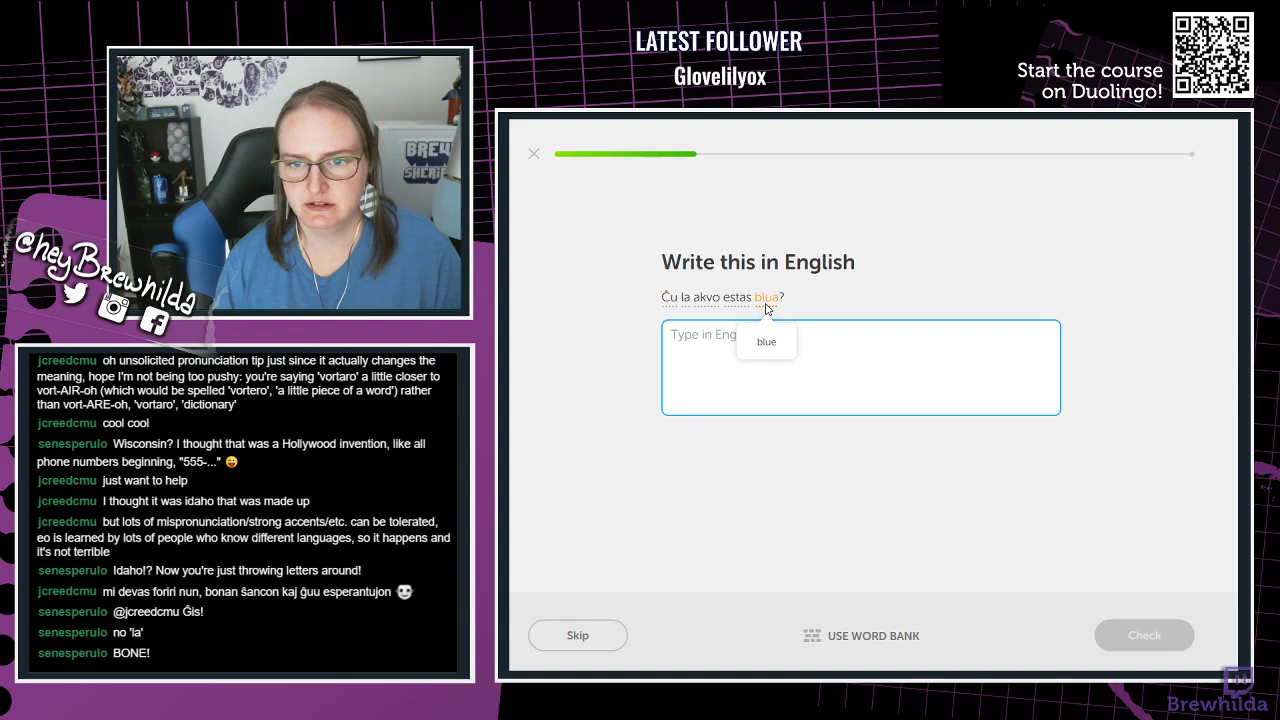 LATEST FOLLOWER
Glovelilyox
Start the course
on Duolingo!
BREW
SHERIF
@heyBrewhilda
Write this in English
Ĉu la akvo estas blua?
Type in Eng
blue
jcreedcmu oh unsolicited pronunciation tip just since it actually changes the
meaning, hope I'm not being too pushy: you're saying 'vortaro' a little closer to
vort-AIR-oh (which would be spelled 'vortero', 'a little piece of a word') rather
than vort-ARE-oh, 'vortaro', 'dictionary'
jcreedcmu cool cool
senesperulo Wisconsin? I thought that was a Hollywood invention, like all
phone numbers beginning, "555-..." 😜
jcreedcmu just want to help
jcreedcmu I thought it was idaho that was made up
jcreedcmu but lots of mispronunciation/strong accents/etc. can be tolerated,
eo is learned by lots of people who know different languages, so it happens and
it's not terrible
senesperulo Idaho!? Now you're just throwing letters around!
jcreedcmu mi devas foriri nun, bonan ŝancon kaj ĝuu esperantujon
senesperulo @jcreedcmu Ĝis!
senesperulo no 'la'
senesperulo BONE!
Skip
USE WORD BANK
Check
Brewhilda